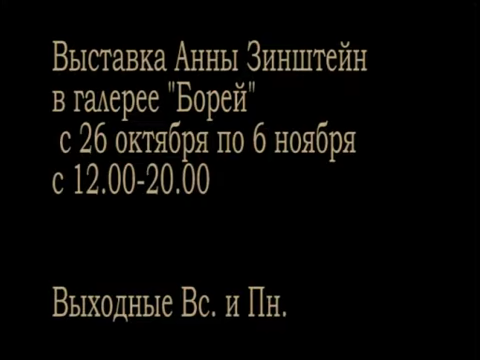 Выставка Анны Зинштейн
в галерее "Борей"
с 26 октября по 6 ноября
с 12.00-20.00
Выходные Вс. и Пн.